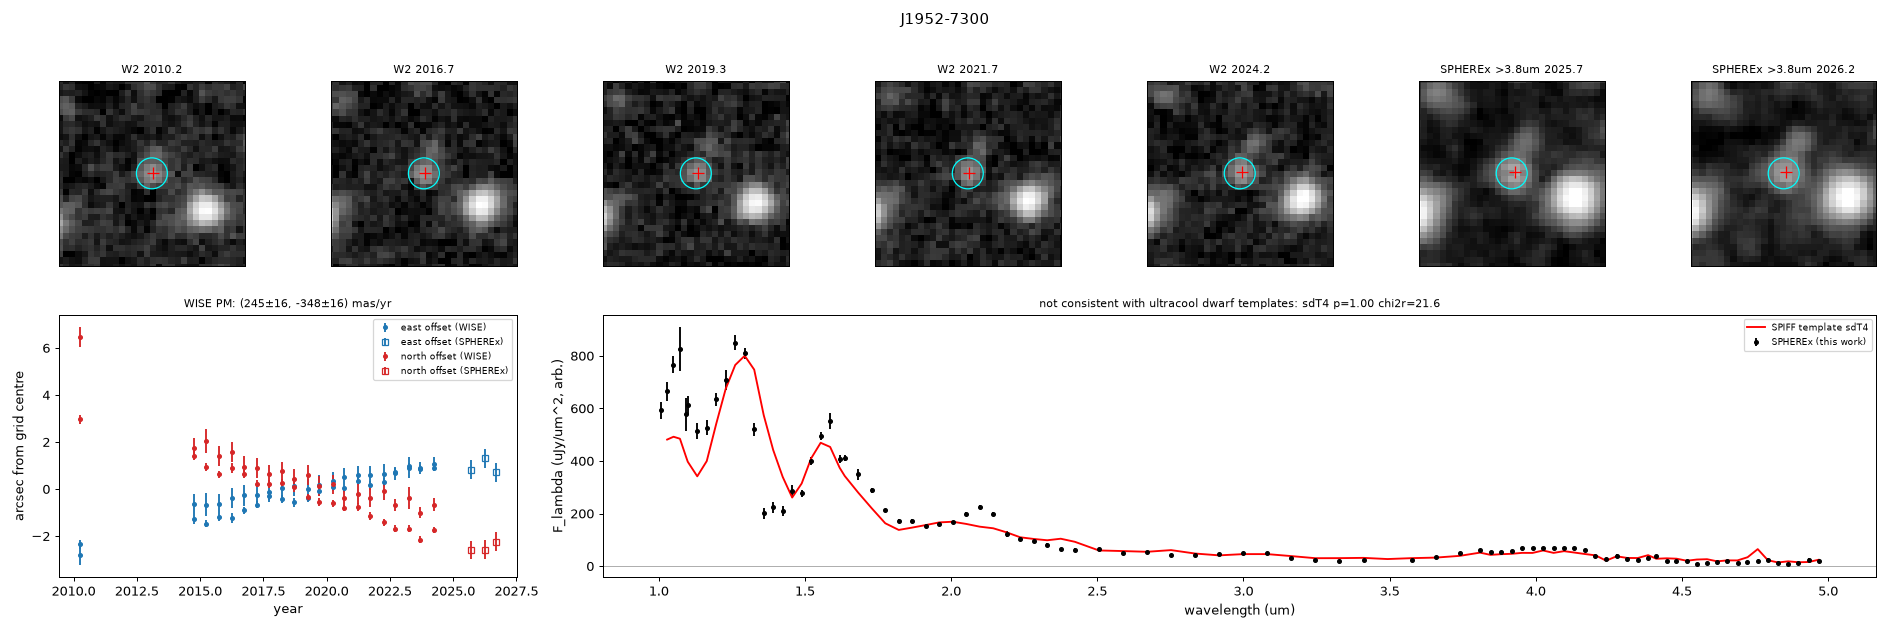 J1952-7300
W2 2010.2
W2 2016.7
W2 2019.3
W2 2021.7
W2 2024.2
SPHEREx >3.8um 2025.7
SPHEREx >3.8um 2026.2
WISE PM: (245±16, -348±16) mas/yr
east offset (WISE)
east offset (SPHEREx)
north offset (WISE)
north offset (SPHEREx)
arcsec from grid centre
6
4
2
0
−2
2010.0 2012.5 2015.0 2017.5 2020.0 2022.5 2025.0 2027.5
year
not consistent with ultracool dwarf templates: sdT4 p=1.00 chi2r=21.6
SPIFF template sdT4
SPHEREx (this work)
F_lambda (uJy/um^2, arb.)
800
600
400
200
0
1.0 1.5 2.0 2.5 3.0 3.5 4.0 4.5 5.0
wavelength (um)